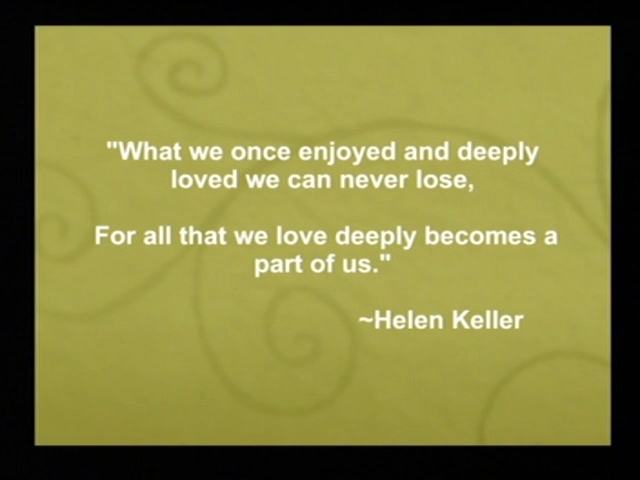 "What we once enjoyed and deeply
loved we can never lose,
For all that we love deeply becomes a
part of us."
~Helen Keller